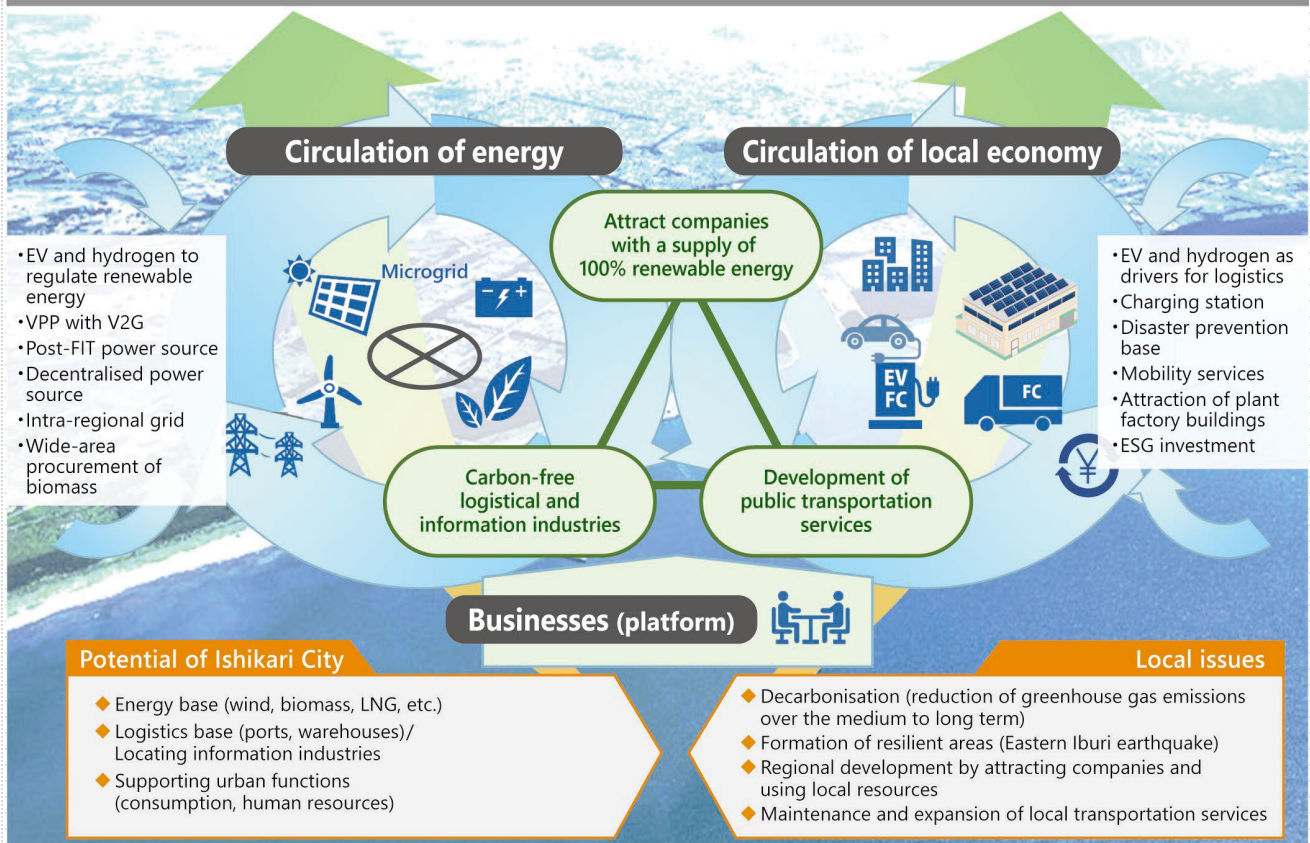 Circulation of energy
Circulation of local economy
Attract companies
with a supply of
100% renewable energy
・EV and hydrogen to
regulate renewable
energy
・VPP with V2G
・Post-FIT power source
・Decentralised power
source
・Intra-regional grid
・Wide-area
procurement of
biomass
Microgrid
EV
FC
FC
¥
・EV and hydrogen as
drivers for logistics
・Charging station
・Disaster prevention
base
・Mobility services
・Attraction of plant
factory buildings
・ESG investment
Carbon-free
logistical and
information industries
Development of
public transportation
services
Businesses (platform)
Potential of Ishikari City
◆ Energy base (wind, biomass, LNG, etc.)
◆ Logistics base (ports, warehouses)/
Locating information industries
◆ Supporting urban functions
(consumption, human resources)
Local issues
◆ Decarbonisation (reduction of greenhouse gas emissions
over the medium to long term)
◆ Formation of resilient areas (Eastern Iburi earthquake)
◆ Regional development by attracting companies and
using local resources
◆ Maintenance and expansion of local transportation services